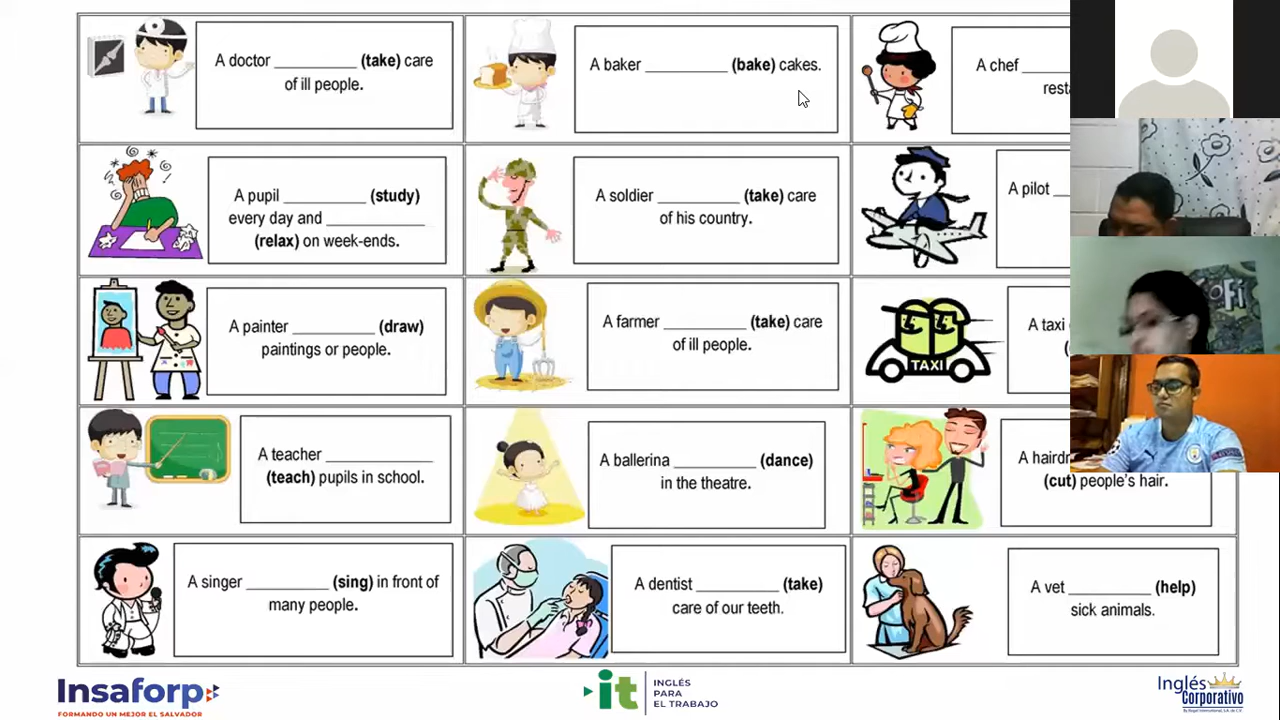 A doctor __________ (take) care
of ill people.
A baker __________ (bake) cakes.
A chef
A pupil __________ (study)
every day and ____________
(relax) on week-ends.
A soldier __________ (take) care
of his country.
A pilot
A painter __________ (draw)
paintings or people.
A farmer __________ (take) care
of ill people.
TAXI
A taxi
A teacher _____________
(teach) pupils in school.
A ballerina __________ (dance)
in the theatre.
(cut) people's hair.
A singer __________ (sing) in front of
many people.
A dentist __________ (take)
care of our teeth.
A vet __________ (help)
sick animals.
Insaforp
FORMANDO UN MEJOR EL SALVADOR
it
INGLÉS
PARA
EL TRABAJO
Inglés
Corporativo